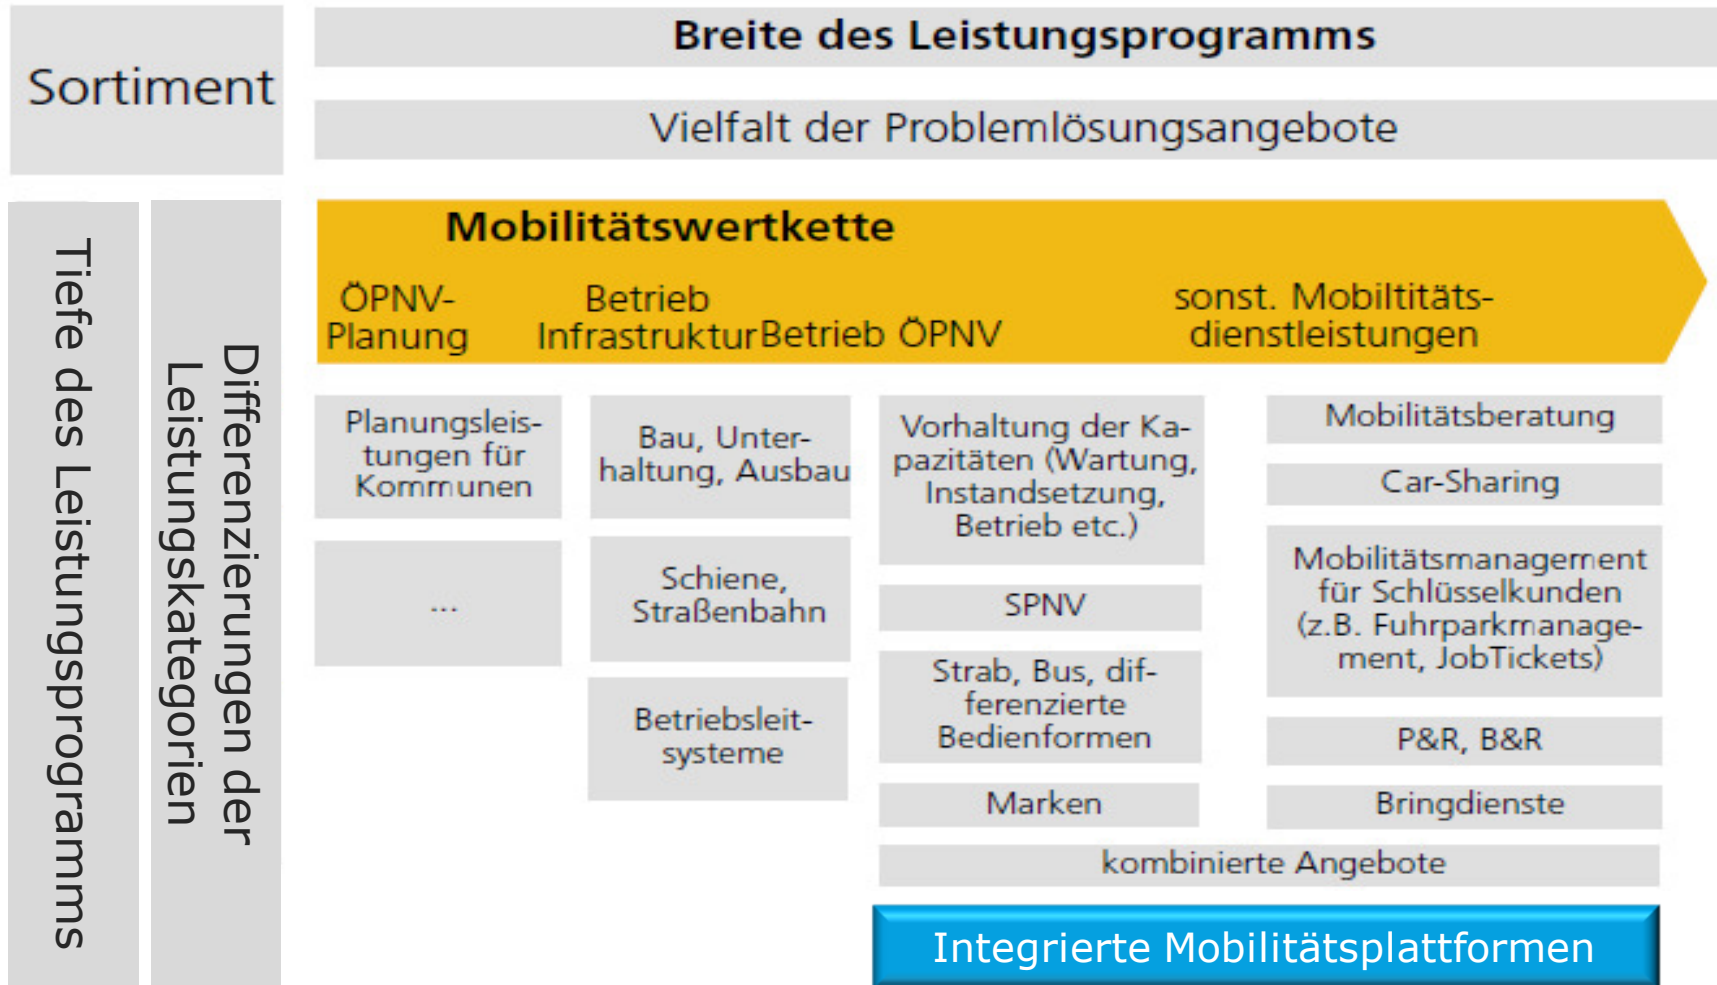 Sortiment
Breite des Leistungsprogramms
Vielfalt der Problemlösungsangebote
Tiefe des Leistungsprogramms
Differenzierungen der
Leistungskategorien
Mobilitätswertkette
ÖPNV-
Planung
Betrieb
Infrastruktur
Betrieb ÖPNV
sonst. Mobiltitäts-
dienstleistungen
Planungsleis-
tungen für
Kommunen
...
Bau, Unter-
haltung, Ausbau
Schiene,
Straßenbahn
Betriebsleit-
systeme
Vorhaltung der Ka-
pazitäten (Wartung,
Instandsetzung,
Betrieb etc.)
SPNV
Strab, Bus, dif-
ferenzierte
Bedienformen
Marken
Mobilitätsberatung
Car-Sharing
Mobilitätsmanagement
für Schlüsselkunden
(z.B. Fuhrparkmanage-
ment, JobTickets)
P&R, B&R
Bringdienste
kombinierte Angebote
Integrierte Mobilitätsplattformen